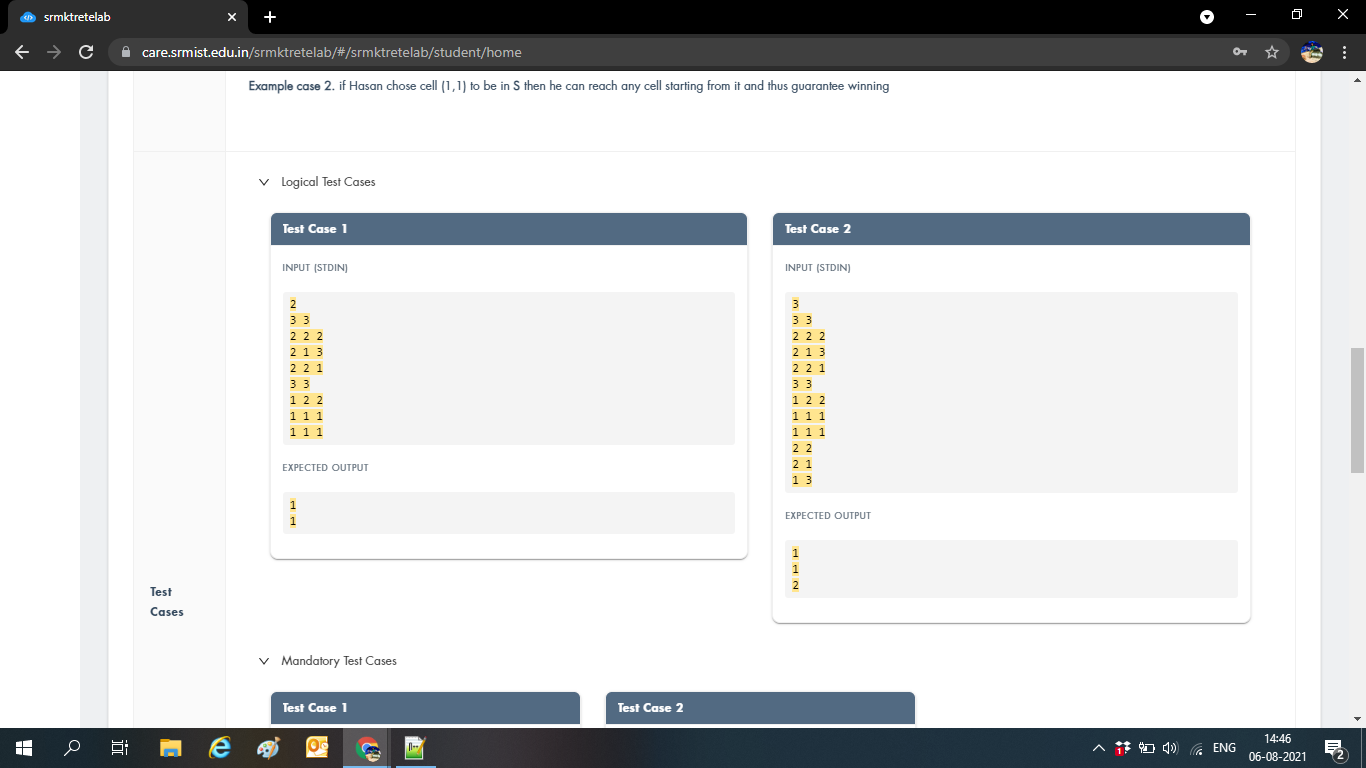 srmktretelab
care.srmist.edu.in/srmktretelab/#/srmktretelab/student/home
Example case 2. if Hasan chose cell (1,1) to be in S then he can reach any cell starting from it and thus guarantee winning
Logical Test Cases
Test Case 1
INPUT (STDIN)
2
3 3
2 2 2
2 1 3
2 2 1
3 3
1 2 2
1 1 1
1 1 1
EXPECTED OUTPUT
1
1
Test Case 2
INPUT (STDIN)
3
3 3
2 2 2
2 1 3
2 2 1
3 3
1 2 2
1 1 1
1 1 1
2 2
2 1
1 3
EXPECTED OUTPUT
1
1
2
Test
Cases
Mandatory Test Cases
Test Case 1
Test Case 2
ENG
14:46
06-08-2021
2